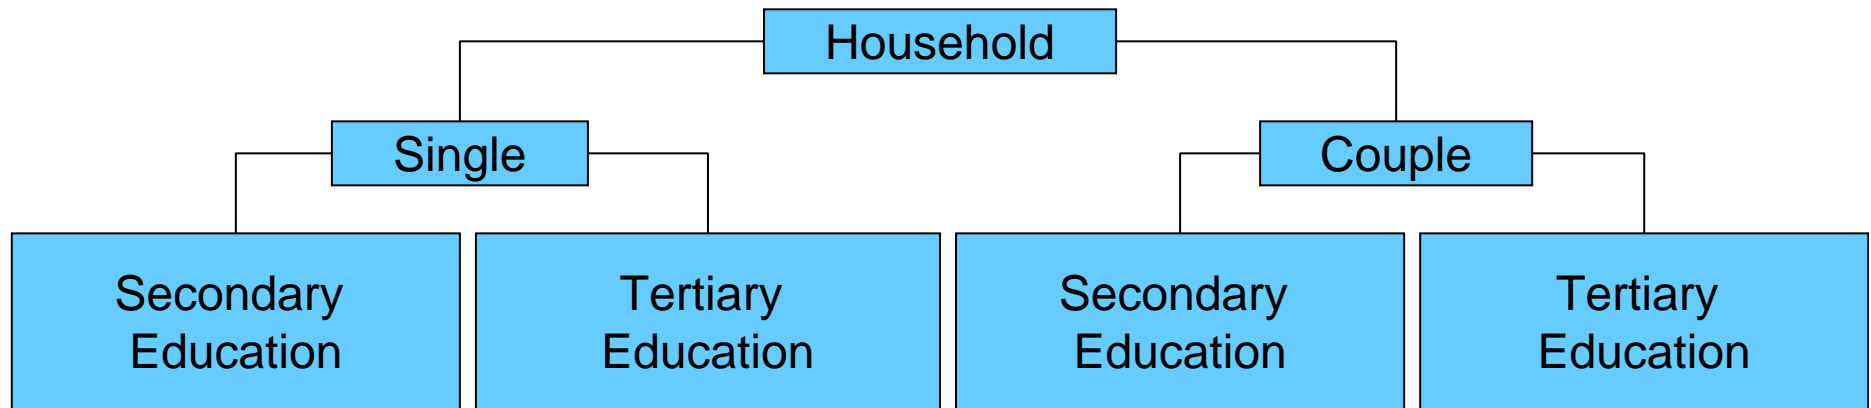 Household
Single
Couple
Secondary
Education
Tertiary
Education
Secondary
Education
Tertiary
Education